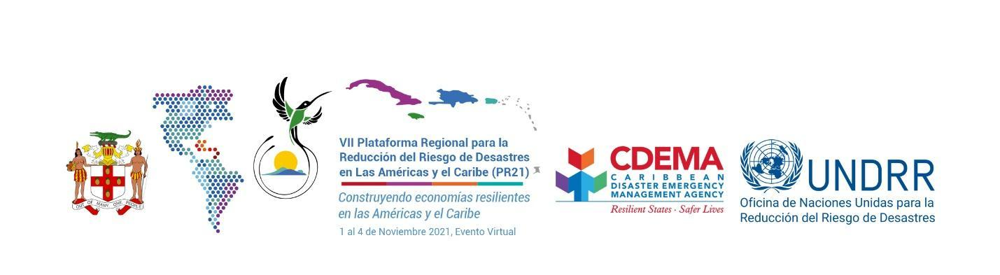 OUT OF MANY, ONE PEOPLE
VII Plataforma Regional para la
Reducción del Riesgo de Desastres
en Las Américas y el Caribe (PR21)
Construyendo economías resilientes
en las Américas y el Caribe
1 al 4 de Noviembre 2021, Evento Virtual
CDEMA
CARIBBEAN
DISASTER EMERGENCY
MANAGEMENT AGENCY
Resilient States · Safer Lives
UNDRR
Oficina de Naciones Unidas para la
Reducción del Riesgo de Desastres